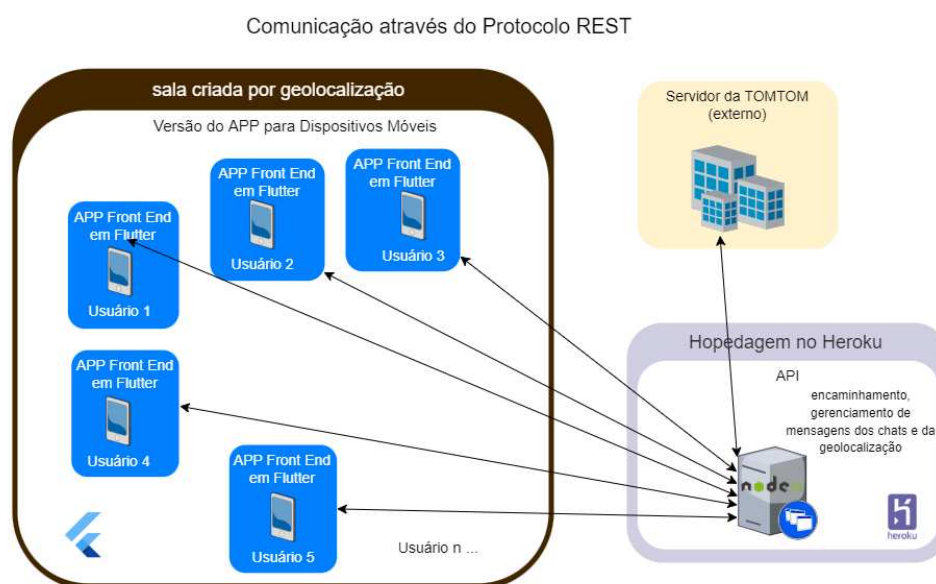 Comunicação através do Protocolo REST
sala criada por geolocalização
Versão do APP para Dispositivos Móveis
APP Front End
em Flutter
Usuário 1
APP Front End
em Flutter
Usuário 2
APP Front End
em Flutter
Usuário 3
APP Front End
em Flutter
Usuário 4
APP Front End
em Flutter
Usuário 5
Usuário n ...
Servidor da TOMTOM
(externo)
Hopedagem no Heroku
API
encaminhamento,
gerenciamento de
mensagens dos chats e da
geolocalização
node
heroku